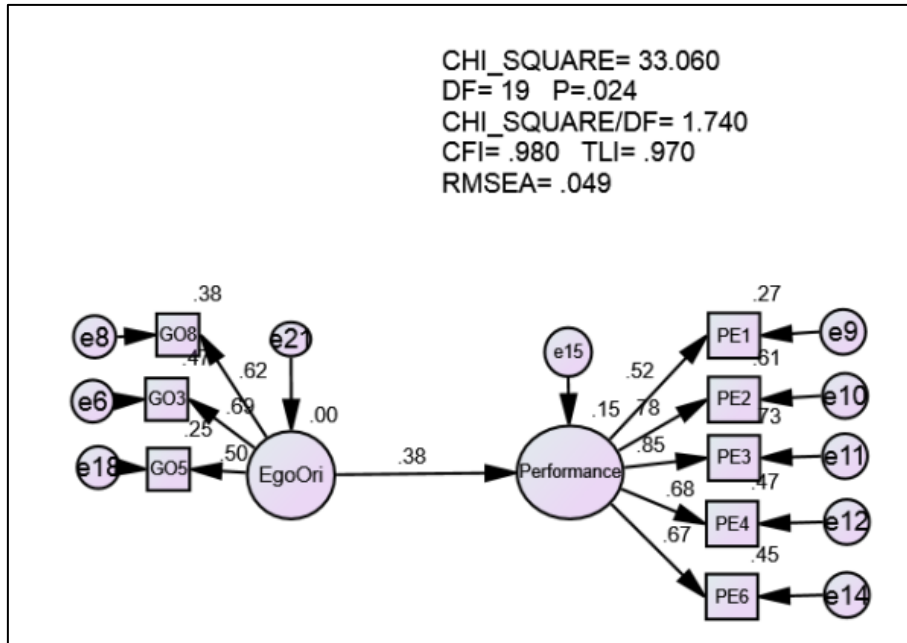 CHI_SQUARE= 33.060
DF= 19 P=.024
CHI_SQUARE/DF= 1.740
CFI= .980 TLI= .970
RMSEA= .049
.38
.27
e8
GO8
e21
e15
PE1
e9
.47
.62
.52
.61
e6
GO3
.69
.00
.15
.78
PE2
e10
.25
.73
e18
GO5
.50
EgoOri
.38
Performance
.85
PE3
e11
.47
.68
PE4
e12
.67
.45
PE6
e14